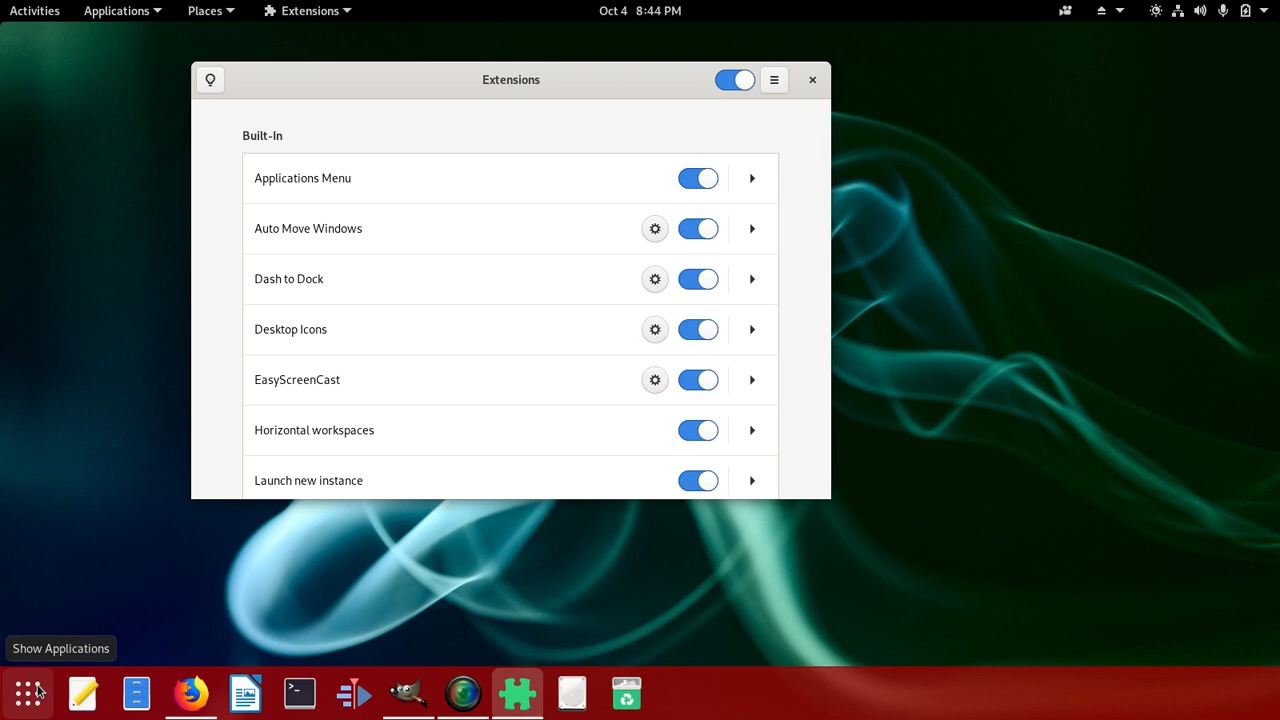 Activities Applications Places Extensions Oct 4 8:44 PM
Extensions
Built-In
Applications Menu
Auto Move Windows
Dash to Dock
Desktop Icons
EasyScreenCast
Horizontal workspaces
Launch new instance
Show Applications